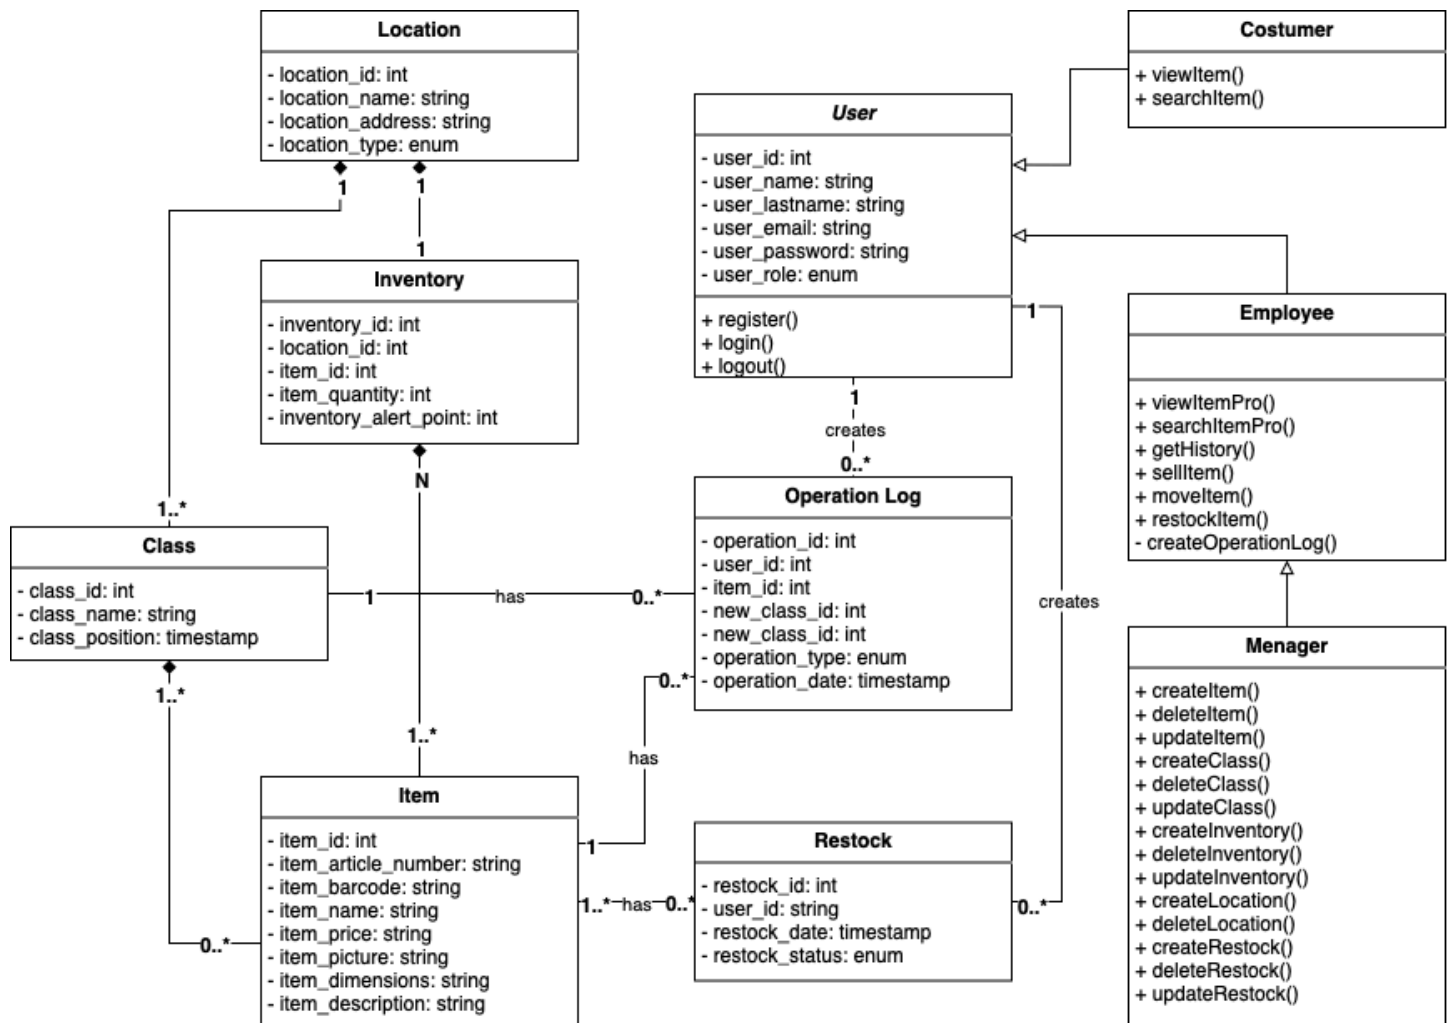 Location
- location_id: int
- location_name: string
- location_address: string
- location_type: enum
1
1
1
Inventory
- inventory_id: int
- location_id: int
- item_id: int
- item_quantity: int
- inventory_alert_point: int
N
1..*
1..*
Class
- class_id: int
- class_name: string
- class_position: timestamp
1..*
0..*
1
has
0..*
Item
- item_id: int
- item_article_number: string
- item_barcode: string
- item_name: string
- item_price: string
- item_picture: string
- item_dimensions: string
- item_description: string
User
- user_id: int
- user_name: string
- user_lastname: string
- user_email: string
- user_password: string
- user_role: enum
+ register()
+ login()
+ logout()
1
creates
0..*
Operation Log
- operation_id: int
- user_id: int
- item_id: int
- new_class_id: int
- new_class_id: int
- operation_type: enum
- operation_date: timestamp
0..*
has
1
1..*
has
0..*
Restock
- restock_id: int
- user_id: string
- restock_date: timestamp
- restock_status: enum
1
creates
0..*
Costumer
+ viewItem()
+ searchItem()
Employee
+ viewItemPro()
+ searchItemPro()
+ getHistory()
+ sellItem()
+ moveItem()
+ restockItem()
- createOperationLog()
Menager
+ createItem()
+ deleteItem()
+ updateItem()
+ createClass()
+ deleteClass()
+ updateClass()
+ createInventory()
+ deleteInventory()
+ updateInventory()
+ createLocation()
+ deleteLocation()
+ createRestock()
+ deleteRestock()
+ updateRestock()